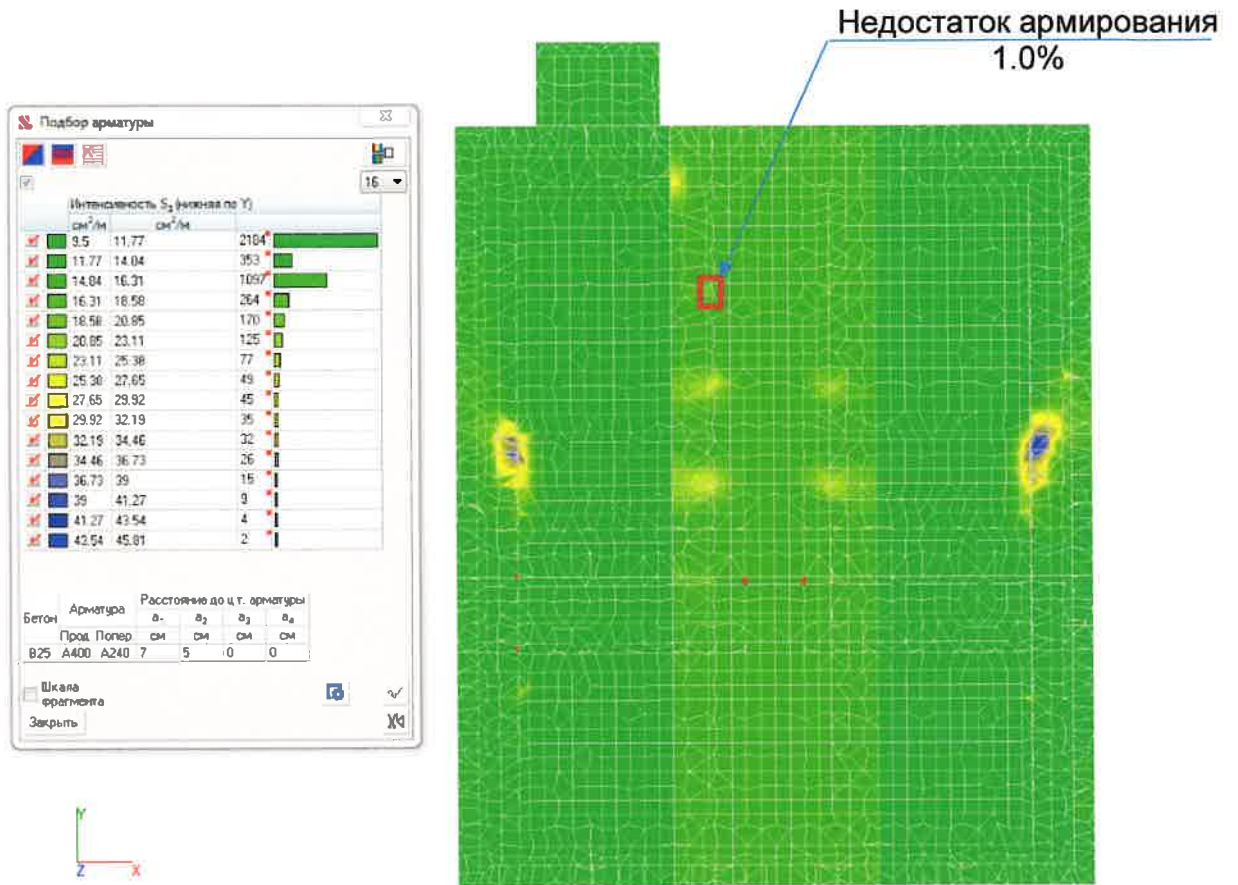 Недостаток армирования
1.0%
Подбор арматуры
16
Интенсивность S3 (нижняя по Y)
см²/м см²/м
9.5 11.77 2184
11.77 14.04 353
14.04 16.31 1097
16.31 18.58 264
18.58 20.85 170
20.85 23.11 125
23.11 25.38 77
25.38 27.65 49
27.65 29.92 45
29.92 32.19 35
32.19 34.46 32
34.46 36.73 26
36.73 39 15
39 41.27 9
41.27 43.54 4
43.54 45.81 2
Бетон Арматура Расстояние до ц.т. арматуры
a1 a2 a3 a4
Прод. Попер см см см см
B25 A400 A240 7 5 0 0
Шкала
фрагмента
Закрыть
Y
Z X